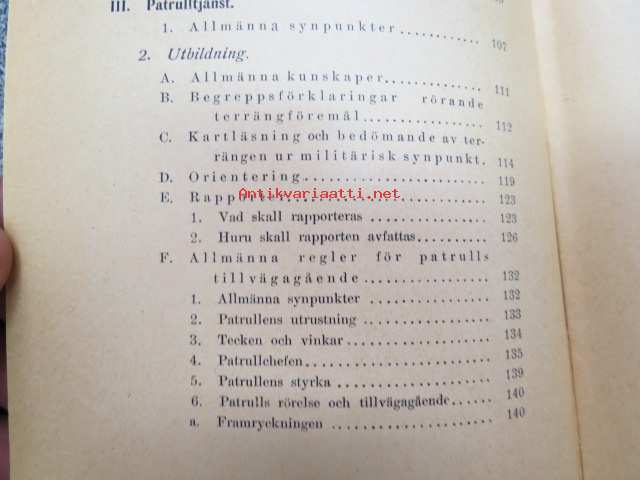 III. Patrulltjänst.
1. Allmänna synpunkter .............. 107
2. Utbildning.
A. Allmänna kunskaper.............. 111
B. Begreppsförklaringar rörande
terrängföremål ................. 112
C. Kartläsning och bedömande av ter-
rängen ur militärisk synpunkt. 114
D. Orientering...................... 119
E. Rapporter ....................... 123
Antikvariaatti.net
1. Vad skall rapporteras .............. 123
2. Huru skall rapporten avfattas........... 126
F. Allmänna regler för patrulls
tillvägagående ................. 132
1. Allmänna synpunkter ................ 132
2. Patrullens utrustning ................ 133
3. Tecken och vinkar .................. 134
4. Patrullchefen........................ 135
5. Patrullens styrka .................... 139
6. Patrulls rörelse och tillvägagående...... 140
a. Framryckningen .................... 140